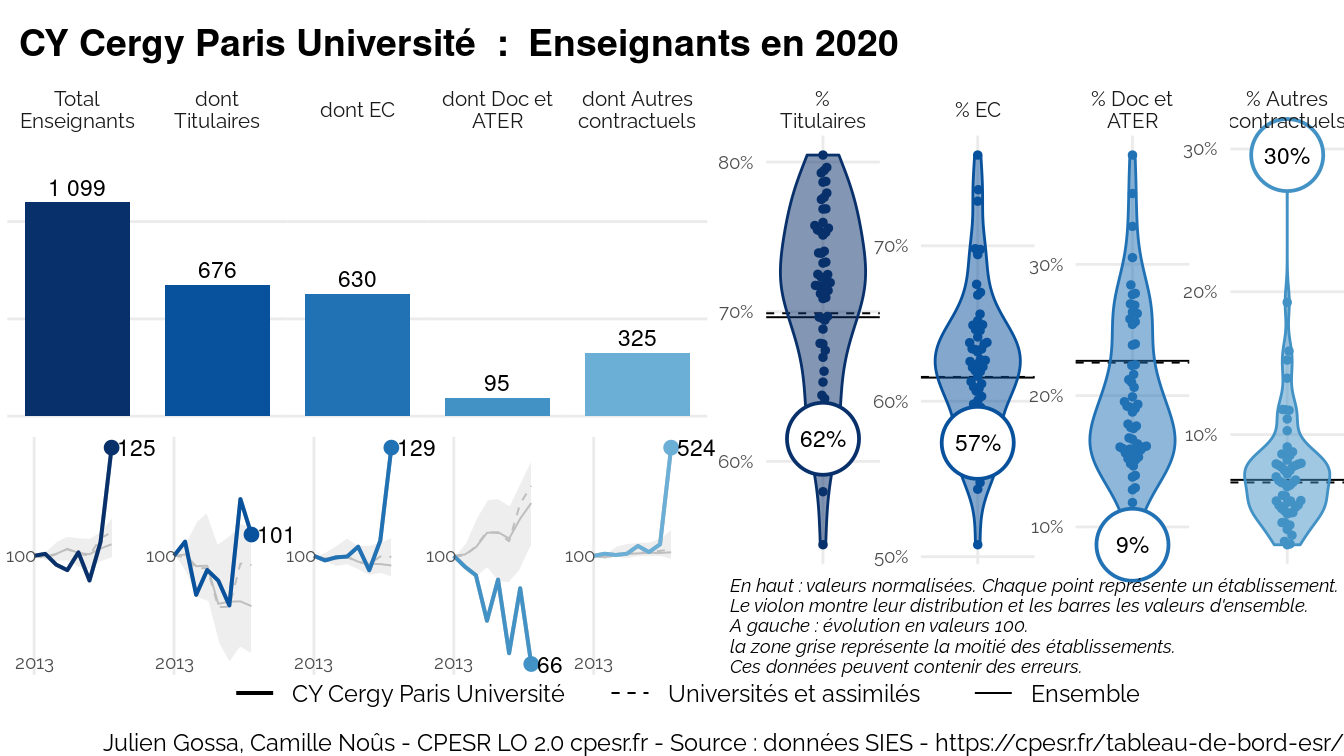 CY Cergy Paris Université : Enseignants en 2020
Total
Enseignants
dont
Titulaires
dont EC
dont Doc et
ATER
dont Autres
contractuels
1 099
676
630
95
325
100
2013
125
100
2013
101
100
2013
129
100
2013
66
100
2013
524
%
Titulaires
80%
70%
60%
62%
% EC
70%
60%
50%
57%
% Doc et
ATER
30%
20%
10%
9%
% Autres
contractuels
30%
20%
10%
30%
En haut : valeurs normalisées. Chaque point représente un établissement.
Le violon montre leur distribution et les barres les valeurs d'ensemble.
A gauche : évolution en valeurs 100.
la zone grise représente la moitié des établissements.
Ces données peuvent contenir des erreurs.
CY Cergy Paris Université
Universités et assimilés
Ensemble
Julien Gossa, Camille Noûs - CPESR LO 2.0 cpesr.fr - Source : données SIES - https://cpesr.fr/tableau-de-bord-esr/